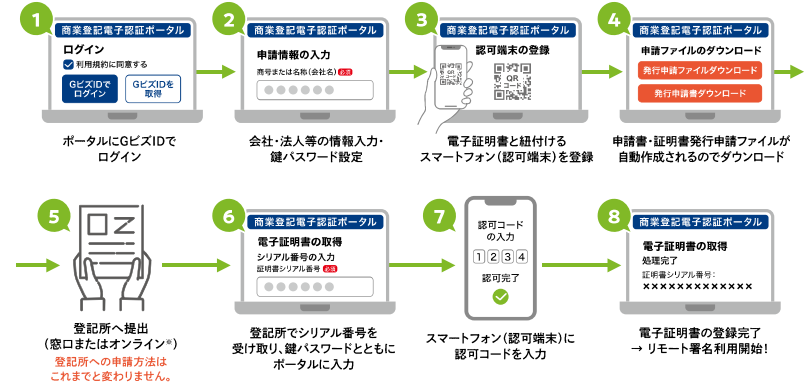 1
商業登記電子認証ポータル
ログイン
利用規約に同意する
GビズIDで
ログイン
GビズIDを
取得
ポータルにGビズIDで
ログイン
2
商業登記電子認証ポータル
申請情報の入力
商号または名称(会社名) 必須
会社・法人等の情報入力・
鍵パスワード設定
3
商業登記電子認証ポータル
認可端末の登録
QR
コード
電子証明書と紐付ける
スマートフォン(認可端末)を登録
4
商業登記電子認証ポータル
申請ファイルのダウンロード
発行申請ファイルダウンロード
発行申請書ダウンロード
申請書・証明書発行申請ファイルが
自動作成されるのでダウンロード
5
登記所へ提出
(窓口またはオンライン※)
登記所への申請方法は
これまでと変わりません。
6
商業登記電子認証ポータル
電子証明書の取得
シリアル番号の入力
証明書シリアル番号 必須
登記所でシリアル番号を
受け取り、鍵パスワードとともに
ポータルに入力
7
認可コード
の入力
1 2 3 4
認可完了
スマートフォン(認可端末)に
認可コードを入力
8
商業登記電子認証ポータル
電子証明書の取得
処理完了
証明書シリアル番号:
×××××××××××××
電子証明書の登録完了
→ リモート署名利用開始!